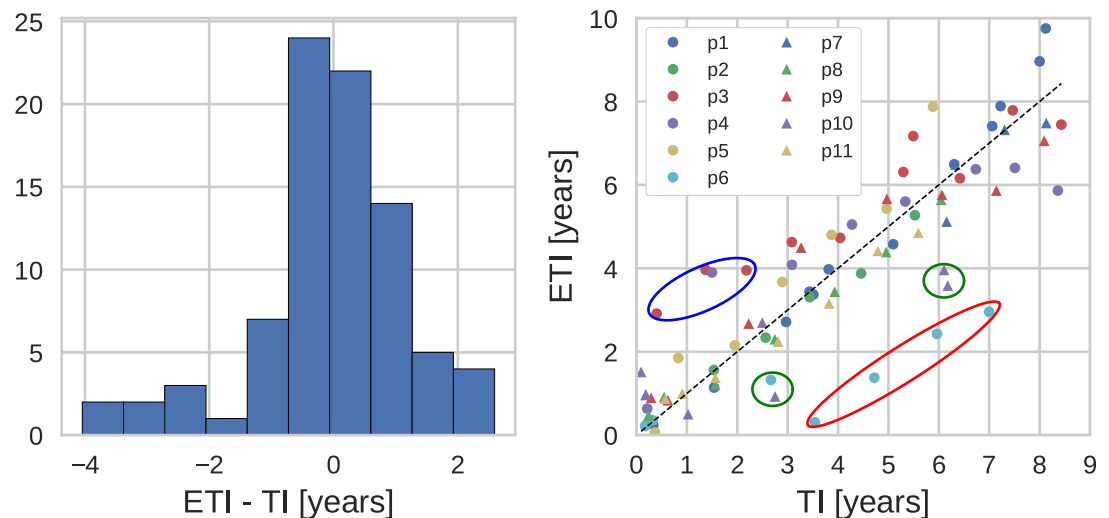 25
20
15
10
5
0
−4
−2
0
2
ETI - TI [years]
ETI [years]
10
8
6
4
2
0
p1
p2
p3
p4
p5
p6
p7
p8
p9
p10
p11
0 1 2 3 4 5 6 7 8 9
TI [years]